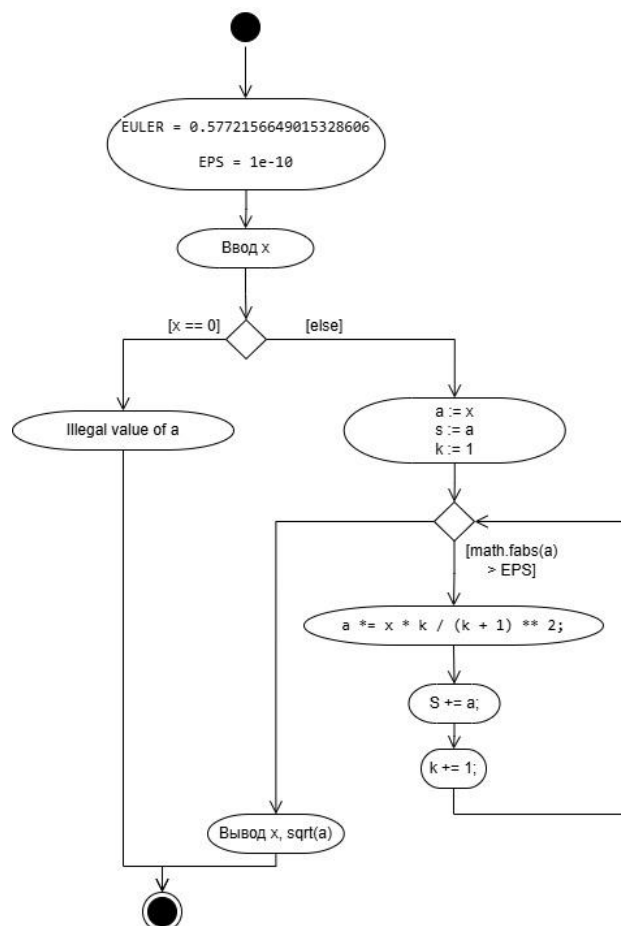 EULER = 0.5772156649015328606
EPS = 1e-10
Ввод x
[x == 0]
[else]
Illegal value of a
a := x
s := a
k := 1
[math.fabs(a)
> EPS]
a *= x * k / (k + 1) ** 2;
S += a;
k += 1;
Вывод x, sqrt(a)